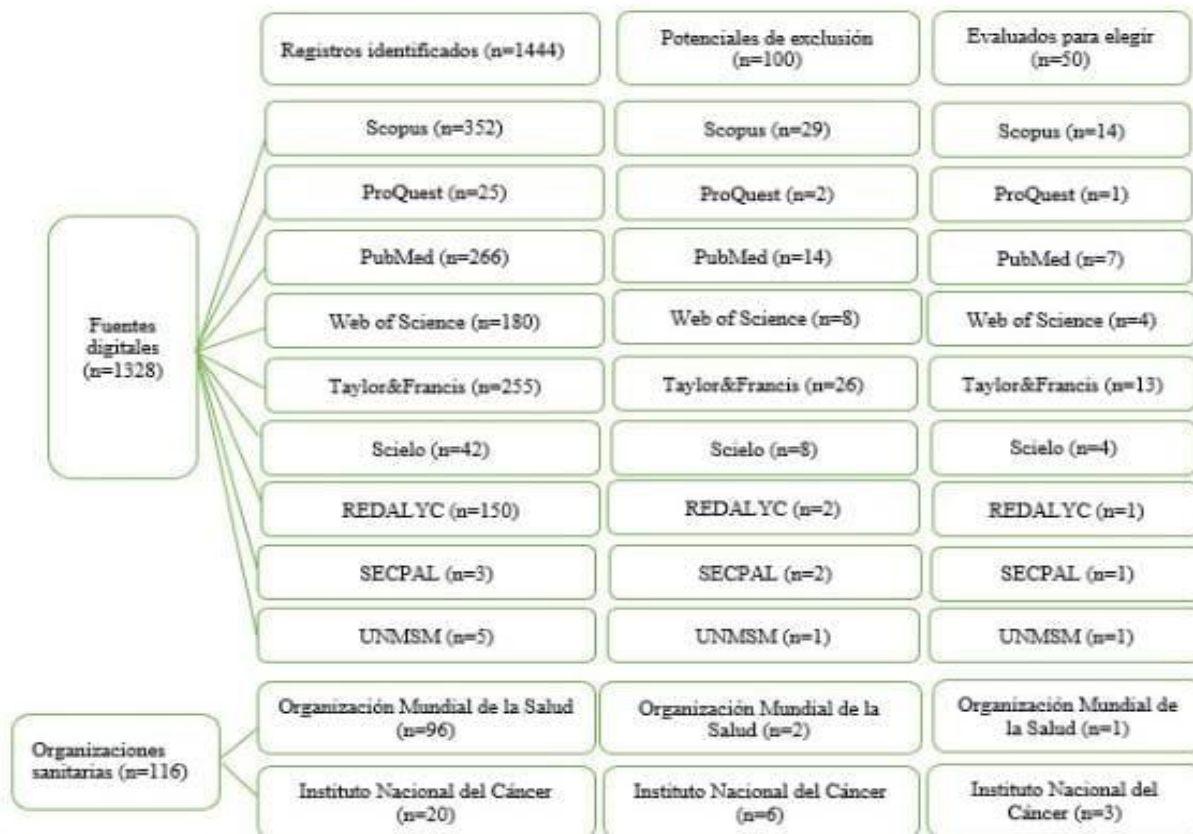 Registros identificados (n=1444)
Potenciales de exclusión
(n=100)
Evaluados para elegir
(n=50)
Fuentes
digitales
(n=1328)
Scopus (n=352)
Scopus (n=29)
Scopus (n=14)
ProQuest (n=25)
ProQuest (n=2)
ProQuest (n=1)
PubMed (n=266)
PubMed (n=14)
PubMed (n=7)
Web of Science (n=180)
Web of Science (n=8)
Web of Science (n=4)
Taylor&Francis (n=255)
Taylor&Francis (n=26)
Taylor&Francis (n=13)
Scielo (n=42)
Scielo (n=8)
Scielo (n=4)
REDALYC (n=150)
REDALYC (n=2)
REDALYC (n=1)
SECPAL (n=3)
SECPAL (n=2)
SECPAL (n=1)
UNMSM (n=5)
UNMSM (n=1)
UNMSM (n=1)
Organizaciones
sanitarias (n=116)
Organización Mundial de la Salud
(n=96)
Organización Mundial de la
Salud (n=2)
Organización Mundial de
la Salud (n=1)
Instituto Nacional del Cáncer
(n=20)
Instituto Nacional del Cáncer
(n=6)
Instituto Nacional del
Cáncer (n=3)